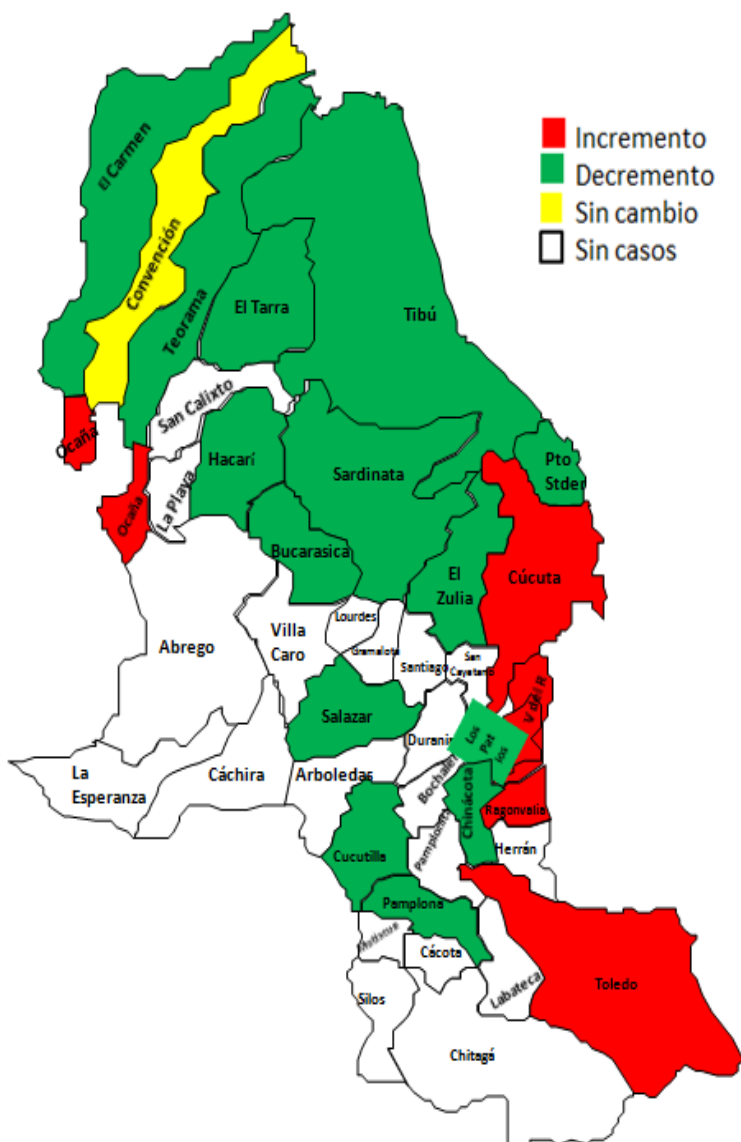 Incremento
Decremento
Sin cambio
Sin casos
El Carmen
Convención
Teorama
El Tarra
Tibú
San Calixto
Ocaña
Hacarí
Sardinata
Pto
Stder
La Playa
Ocaña
Bucarasica
El
Zulia
Cúcuta
Lourdes
Villa
Caro
Gramalote
Santiago
San
Cayetano
Abrego
V del R
Salazar
Durania
Los Pat
ios
La
Esperanza
Cáchira
Arboledas
Bochalem
Chinácota
Ragonvalia
Pamplonita
Herrán
Cucutilla
Pamplona
Mutiscua
Cácota
Labateca
Toledo
Silos
Chitagá